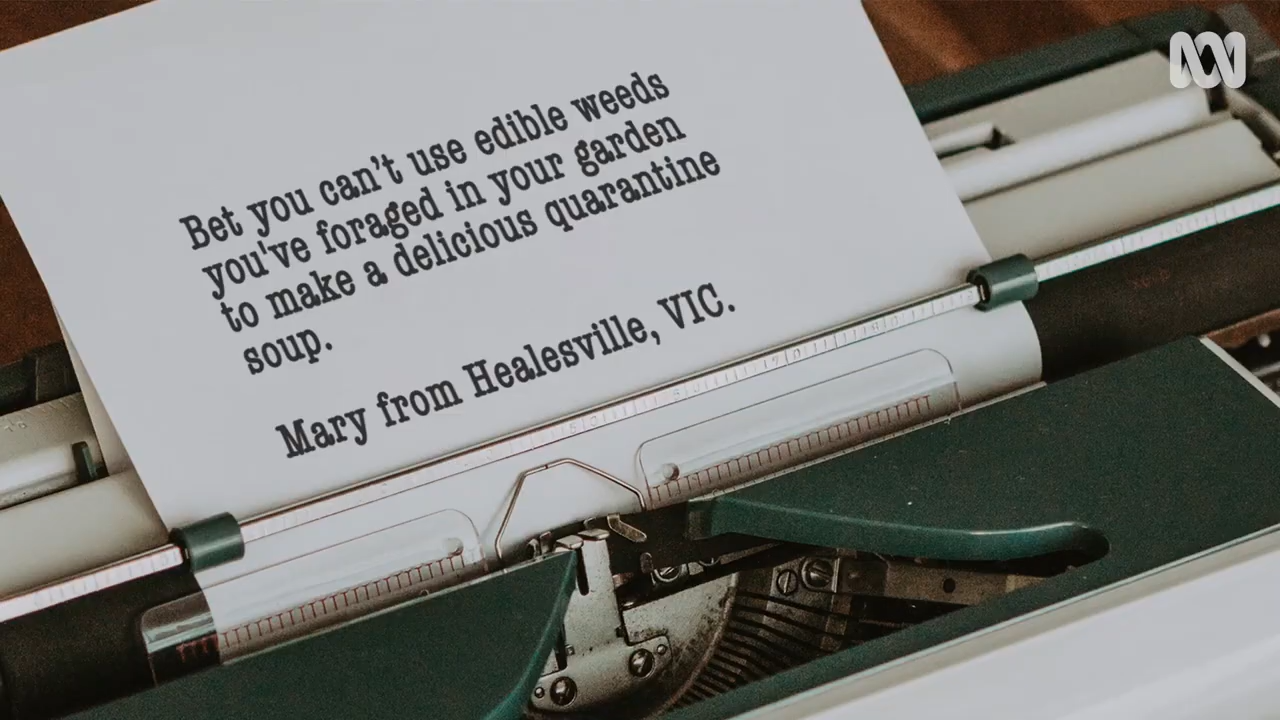 Bet you can't use edible weeds
you've foraged in your garden
to make a delicious quarantine
soup.
Mary from Healesville, VIC.